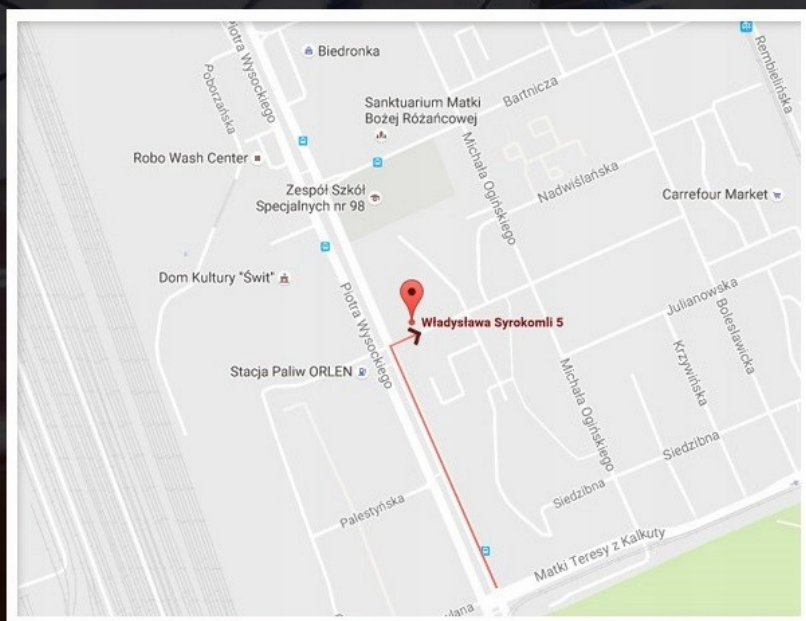 Piotra Wysockiego
Biedronka
Rembielińska
Poborzańska
Bartnicza
Sanktuarium Matki
Bożej Różańcowej
Robo Wash Center
Zespół Szkół
Specjalnych nr 98
Michała Ogińskiego
Nadwiślańska
Carrefour Market
Dom Kultury "Świt"
Piotra Wysockiego
Władysława Syrokomli 5
Julianowska
Bolesławicka
Stacja Paliw ORLEN
Michała Ogińskiego
Krzywińska
Siedzibna
Siedzibna
Palestyńska
Matki Teresy z Kalkuty